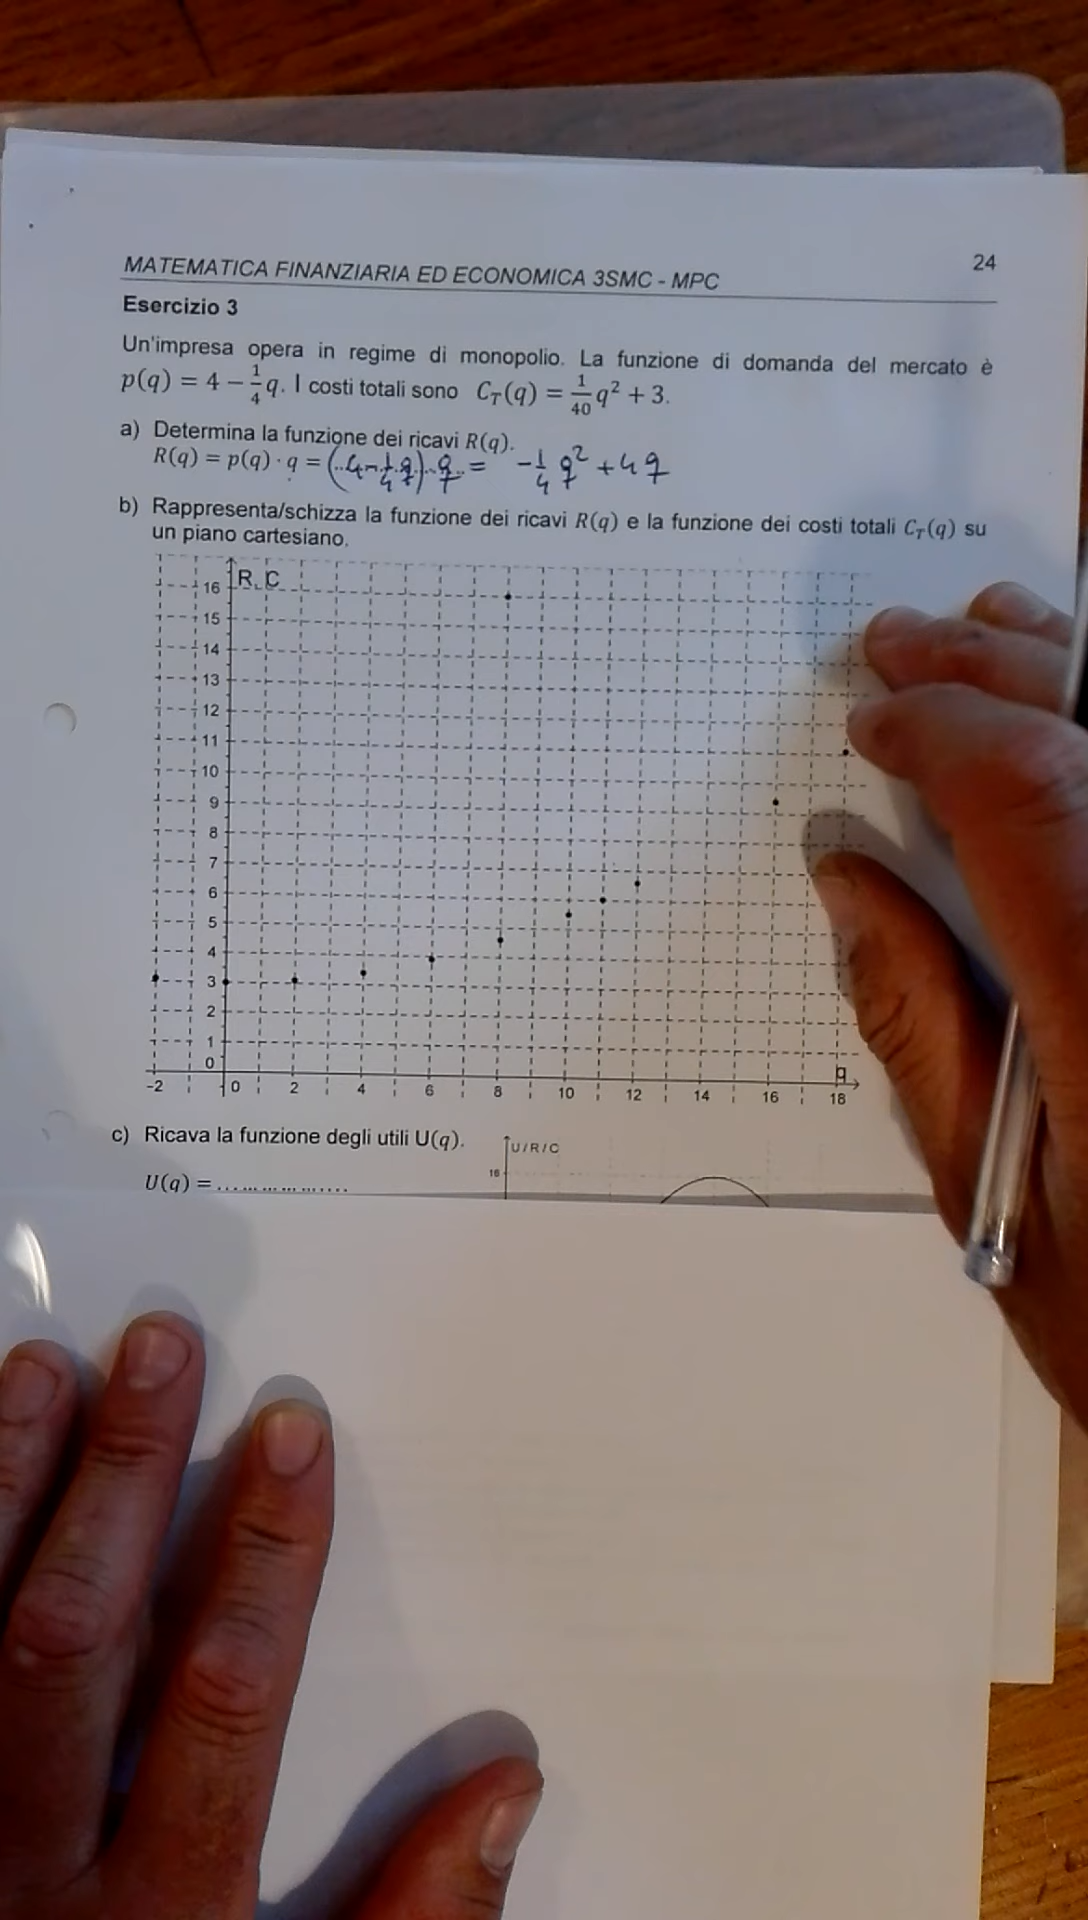 24
MATEMATICA FINANZIARIA ED ECONOMICA 3SMC - MPC
Esercizio 3
Un'impresa opera in regime di monopolio. La funzione di domanda del mercato è
p(q) = 4 − 1/4 q. I costi totali sono C_T(q) = 1/40 q² + 3.
a) Determina la funzione dei ricavi R(q).
R(q) = p(q) · q = (4 − 1/4 q) · q = −1/4 q² + 4q
b) Rappresenta/schizza la funzione dei ricavi R(q) e la funzione dei costi totali C_T(q) su
un piano cartesiano.
R, C
16
15
14
13
12
11
10
9
8
7
6
5
4
3
2
1
0
q
-2 0 2 4 6 8 10 12 14 16 18
c) Ricava la funzione degli utili U(q).
U/R/C
16
U(q) = ....................